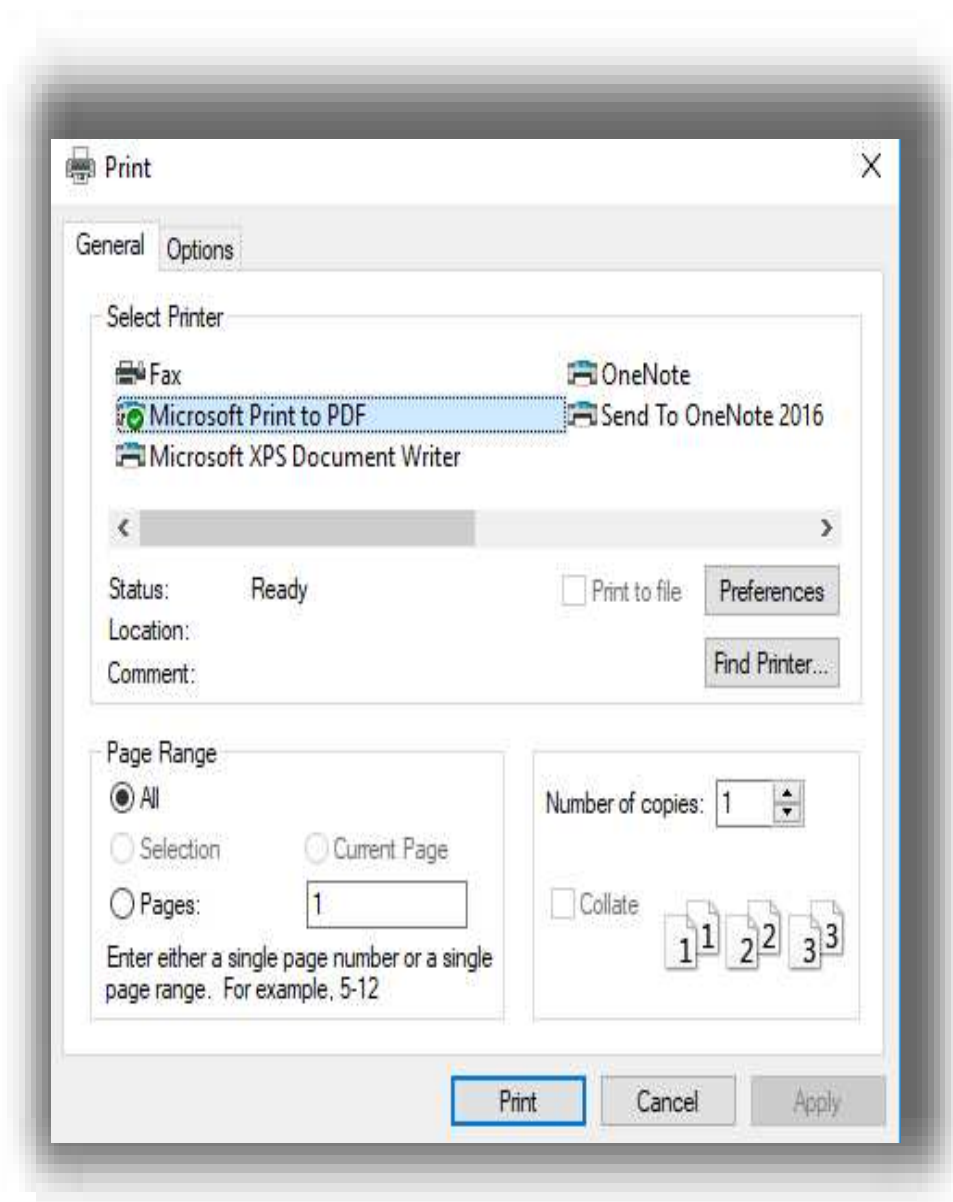 Print
General Options
Select Printer
Fax OneNote
Microsoft Print to PDF Send To OneNote 2016
Microsoft XPS Document Writer
Status: Ready Print to file Preferences
Location:
Comment: Find Printer...
Page Range
All
Number of copies: 1
Selection Current Page
Pages: 1
Collate
1 1 2 2 3 3
Enter either a single page number or a single
page range. For example, 5-12
Print Cancel Apply